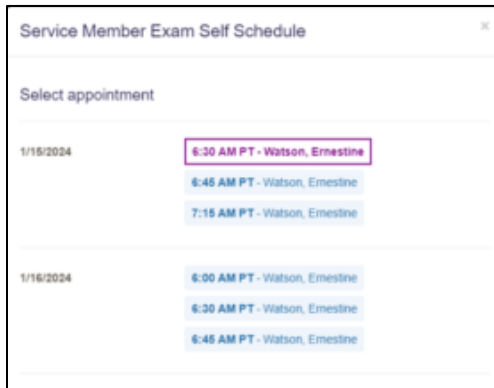 Service Member Exam Self Schedule ×
Select appointment
1/15/2024 6:30 AM PT - Watson, Ernestine
6:45 AM PT - Watson, Ernestine
7:15 AM PT - Watson, Ernestine
1/16/2024 6:00 AM PT - Watson, Ernestine
6:30 AM PT - Watson, Ernestine
6:45 AM PT - Watson, Ernestine